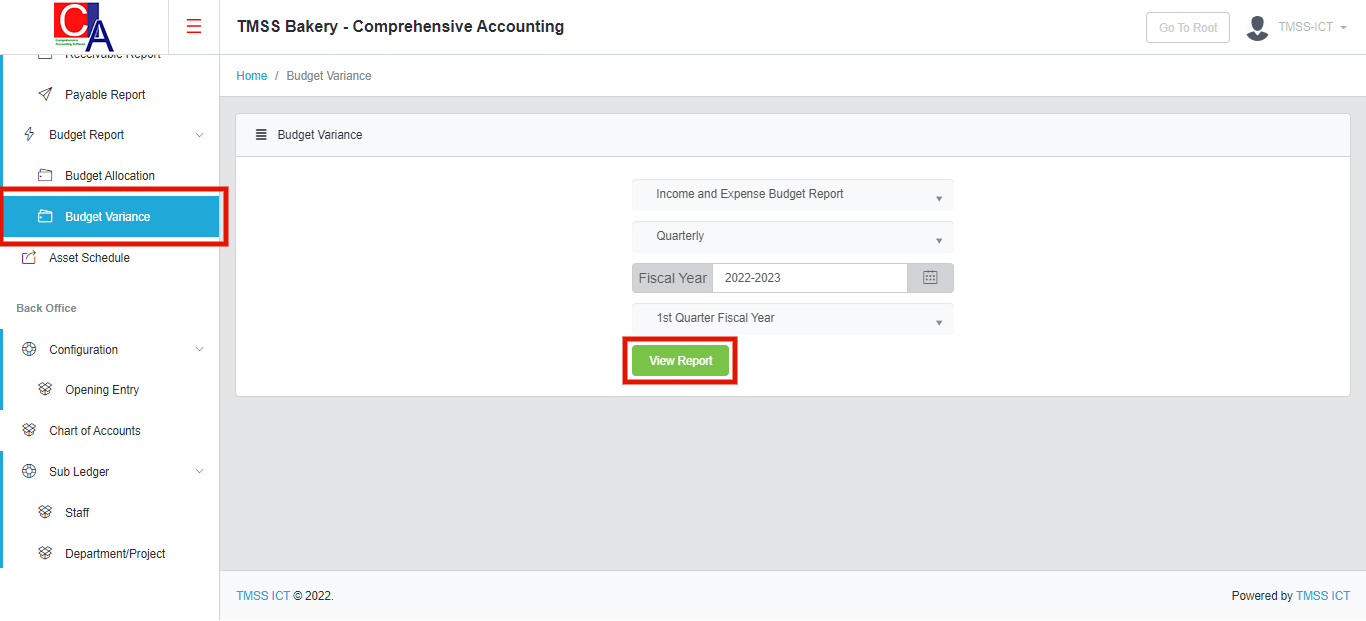 CA
Comprehensive
Accounting Software
TMSS Bakery - Comprehensive Accounting
Go To Root
TMSS-ICT
Receivable Report
Payable Report
Budget Report
Budget Allocation
Budget Variance
Asset Schedule
Back Office
Configuration
Opening Entry
Chart of Accounts
Sub Ledger
Staff
Department/Project
Home / Budget Variance
Budget Variance
Income and Expense Budget Report
Quarterly
Fiscal Year 2022-2023
1st Quarter Fiscal Year
View Report
TMSS ICT © 2022.
Powered by TMSS ICT